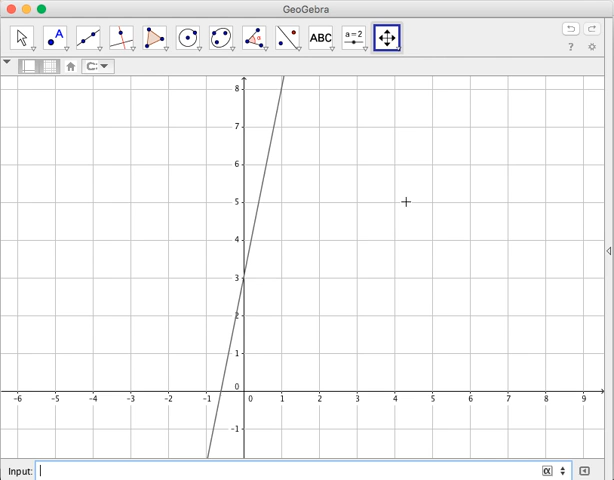 GeoGebra
A
α
ABC
a = 2
?
8
7
6
5
4
3
2
1
0
-6 -5 -4 -3 -2 -1 0 1 2 3 4 5 6 7 8 9
-1
Input:
α